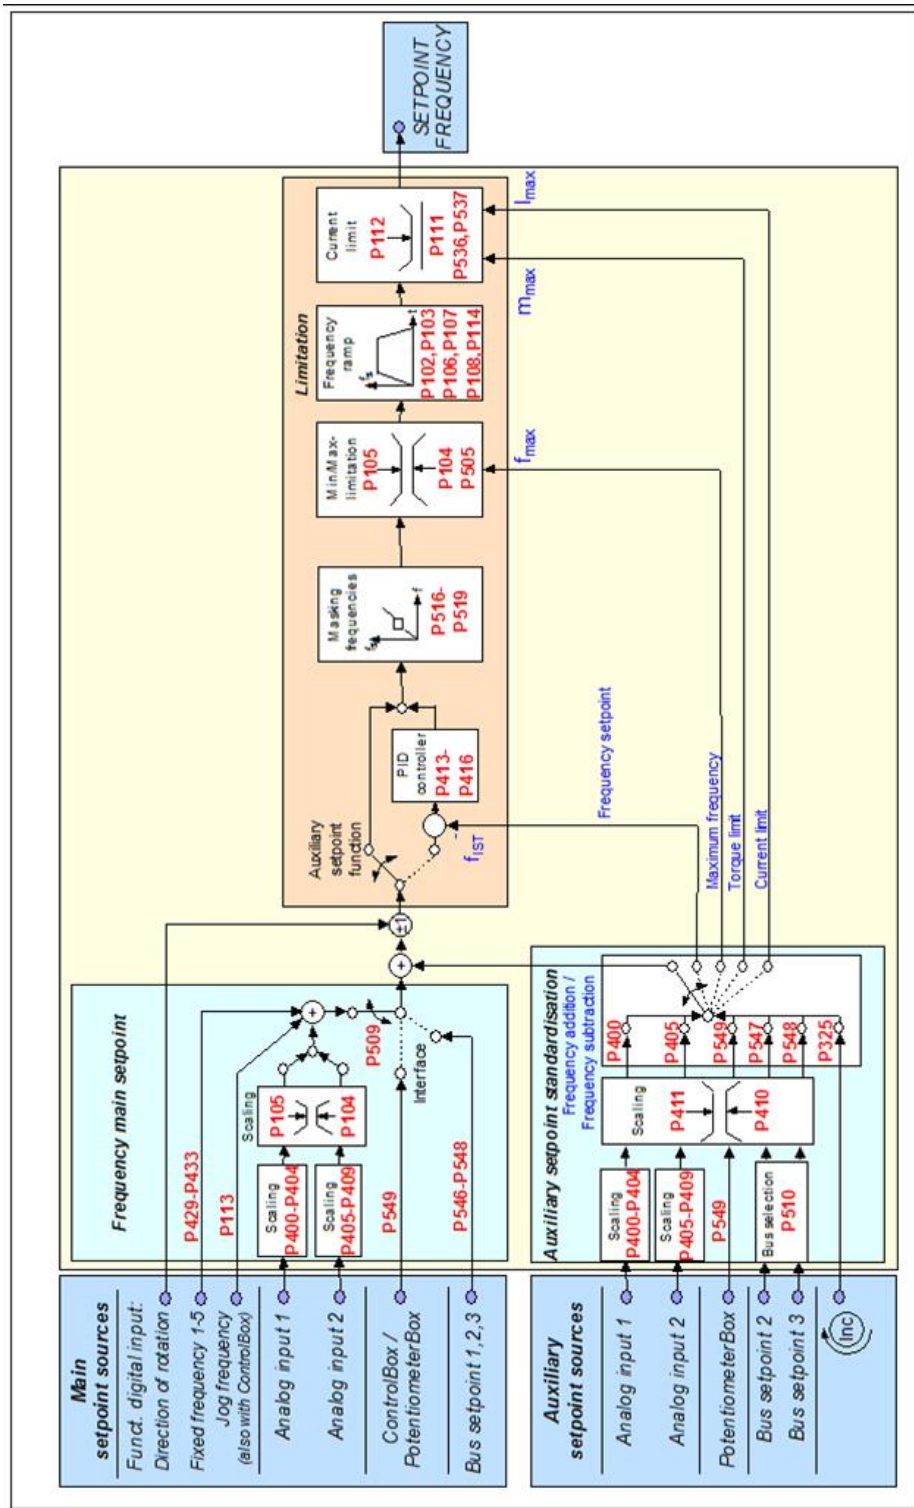 Main
setpoint sources
Funct. digital input:
Direction of rotation
Fixed frequency 1-5
Jog frequency
(also with ControlBox)
Analog input 1
Analog input 2
ControlBox /
PotentiometerBox
Bus setpoint 1,2,3
Frequency main setpoint
P429-P433
P113
Scaling
P400-P404
Scaling
P405-P409
Scaling
P105
P104
P509
P549
Interface
P546-P548
+
+
±1
Limitation
Auxiliary
setpoint
function
PID
controller
P413-
P416
-
fIST
Masking
frequencies
f
P516-
P519
Min/Max-
limitation
P105
P104
P505
Frequency
ramp
t
P102,P103
P106,P107
P108,P114
Current
limit
P112
P111
P536,P537
SETPOINT
FREQUENCY
fmax
mmax
Imax
Frequency setpoint
Maximum frequency
Torque limit
Current limit
Auxiliary
setpoint sources
Analog input 1
Analog input 2
PotentiometerBox
Bus setpoint 2
Bus setpoint 3
Inc
Auxiliary setpoint standardisation
Frequency addition /
Frequency subtraction
Scaling
P400-P404
Scaling
P405-P409
P549
Bus selection
P510
Scaling
P411
P410
P400
P405
P549
P547
P548
P325